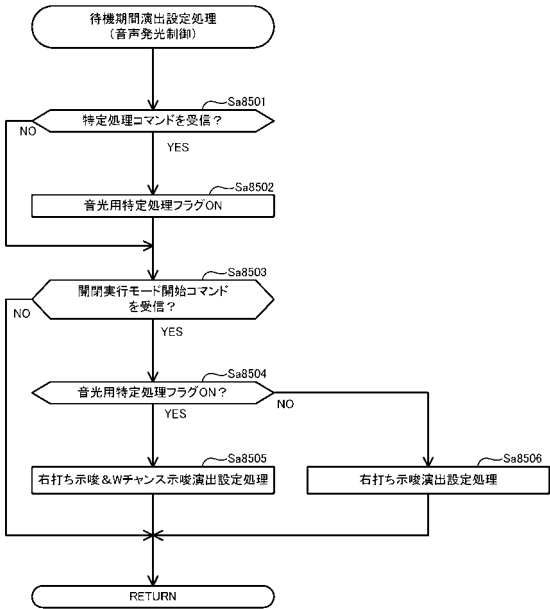 待機期間演出設定処理
(音声発光制御)
Sa8501
特定処理コマンドを受信?
NO
YES
Sa8502
音光用特定処理フラグON
Sa8503
開閉実行モード開始コマンド
を受信?
NO
YES
Sa8504
音光用特定処理フラグON?
NO
YES
Sa8505
右打ち示唆&Wチャンス示唆演出設定処理
Sa8506
右打ち示唆演出設定処理
RETURN